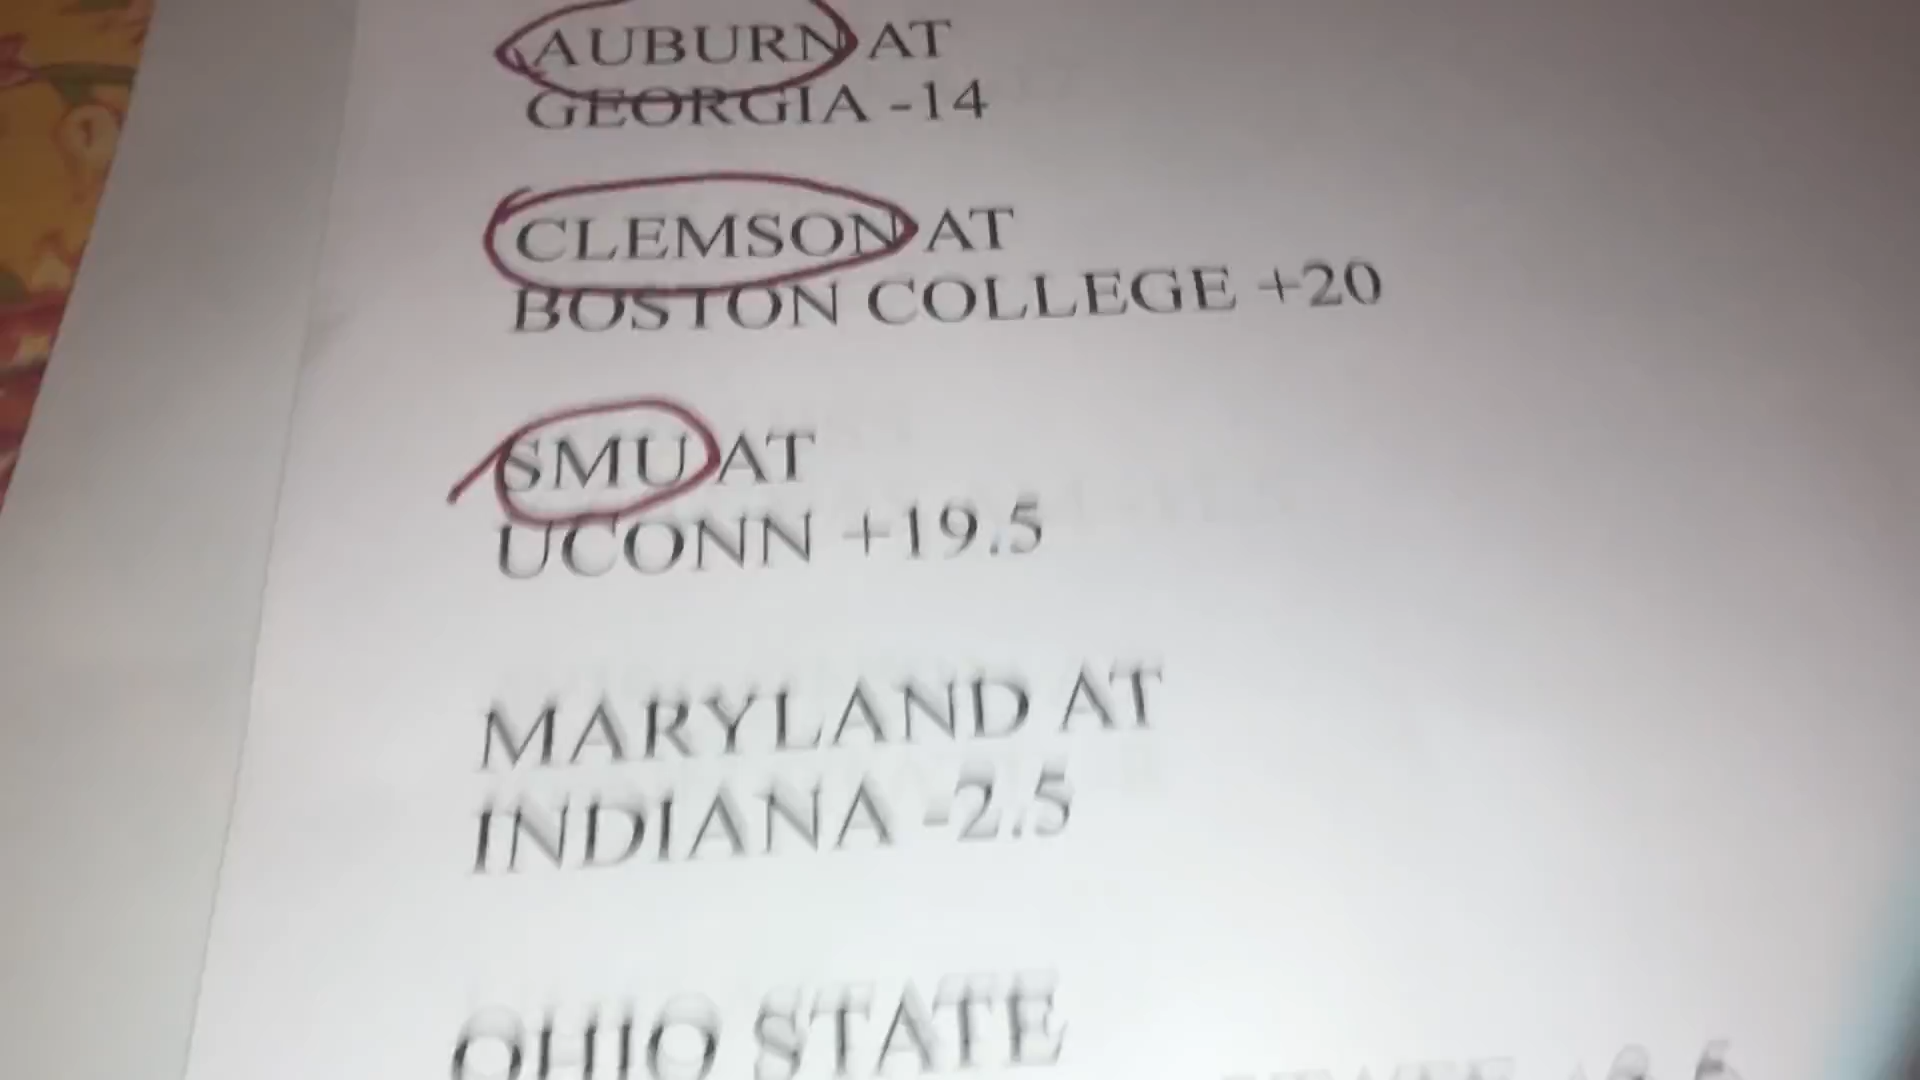 AUBURN AT
GEORGIA -14
CLEMSON AT
BOSTON COLLEGE +20
SMU AT
UCONN +19.5
MARYLAND AT
INDIANA -2.5
OHIO STATE